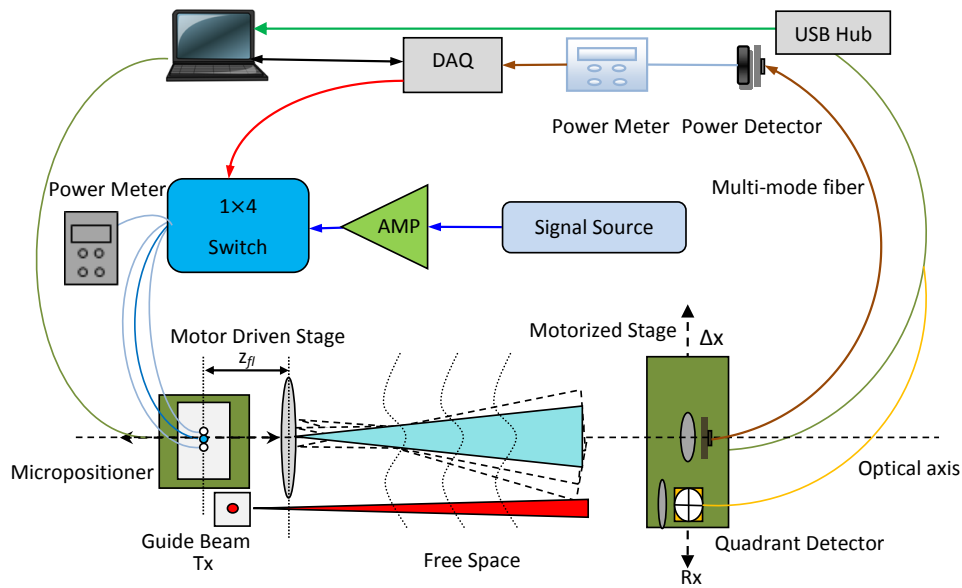 USB Hub
DAQ
Power Meter
Power Detector
Power Meter
1×4
Switch
AMP
Signal Source
Multi-mode fiber
Motor Driven Stage
z_fl
Motorized Stage
Δx
Micropositioner
Optical axis
Guide Beam
Tx
Free Space
Quadrant Detector
Rx